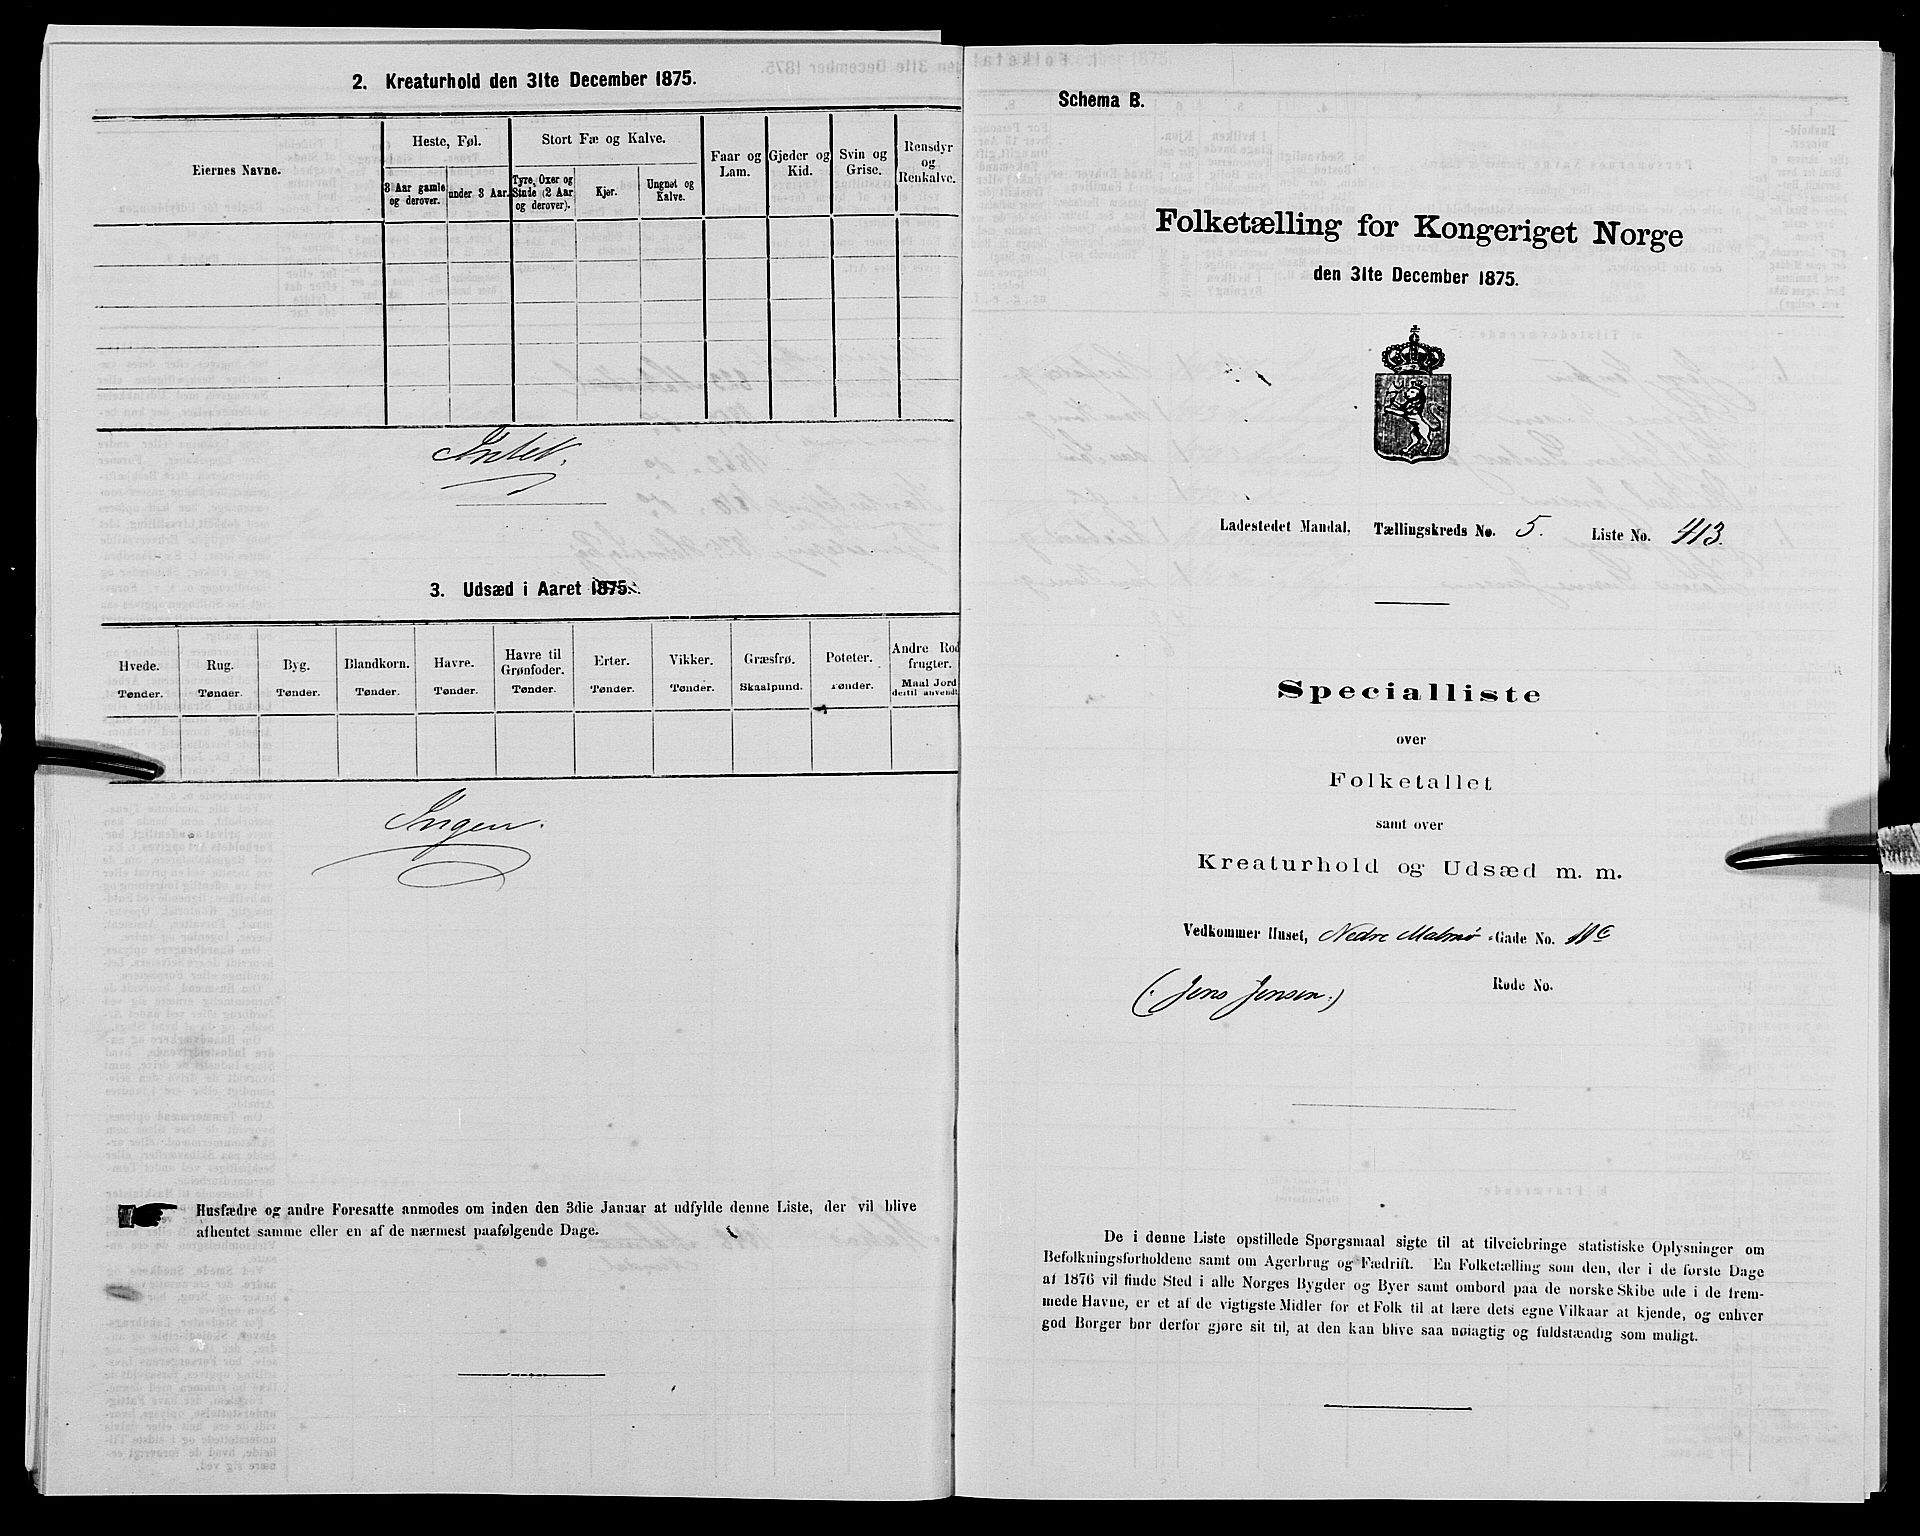 2. Kreaturhold den 31te December 1875.
Eiernes Navne.
Heste, Føl.
3 Aar gamle og derover.
under 3 Aar.
Stort Fæ og Kalve.
Tyre, Oxer og Stude (2 Aar og derover).
Kjør.
Ungnøt og Kalve.
Faar og Lam.
Gjeder og Kid.
Svin og Grise.
Rensdyr og Renkalve.
Intet.
3. Udsæd i Aaret 1875.
Hvede.
Tønder.
Rug.
Tønder.
Byg.
Tønder.
Blandkorn.
Tønder.
Havre.
Tønder.
Havre til Grønfoder.
Tønder.
Erter.
Tønder.
Vikker.
Tønder.
Græsfrø.
Skaalpund.
Poteter.
Tønder.
Andre Rodfrugter.
Maal Jord dertil anvendt.
Ingen.
Husfædre og andre Foresatte anmodes om inden den 3die Januar at udfylde denne Liste, der vil blive
afhentet samme eller en af de nærmest paafølgende Dage.
Schema B.
Folketælling for Kongeriget Norge
den 31te December 1875.
Ladestedet Mandal, Tællingskreds No. 5. Liste No. 413.
Specialliste
over
Folketallet
samt over
Kreaturhold og Udsæd m. m.
Vedkommer Huset, Nedre Malmø -Gade No. 11c
(Jens Jensen.)
Rode No.
De i denne Liste opstillede Spørgsmaal sigte til at tilveiebringe statistiske Oplysninger om
Befolkningsforholdene samt om Agerbrug og Fædrift. En Folketælling som den, der i de første Dage
af 1876 vil finde Sted i alle Norges Bygder og Byer samt ombord paa de norske Skibe ude i de frem-
mede Havne, er et af de vigtigste Midler for et Folk til at lære dets egne Vilkaar at kjende, og enhver
god Borger bør derfor gjøre sit til, at den kan blive saa nøiagtig og fuldstændig som muligt.